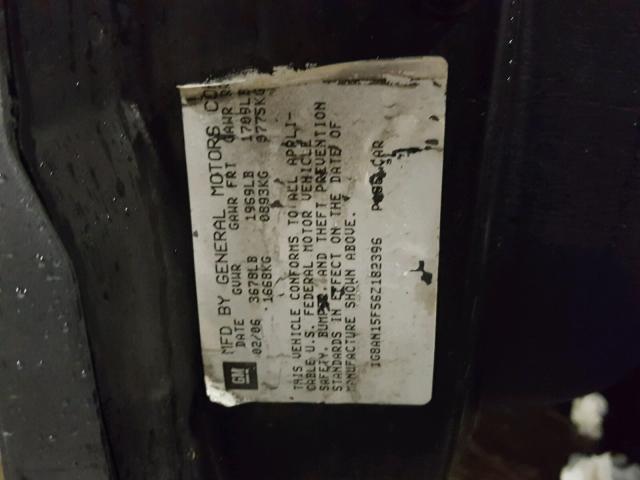 GM
MFD BY GENERAL MOTORS CO
DATE GVWR GAWR FRT GAWR RR
02/06 3678LB 1969LB 1709LB
1668KG 0893KG 0775KG
THIS VEHICLE CONFORMS TO ALL APPLI-
CABLE U.S. FEDERAL MOTOR VEHICLE
SAFETY, BUMPER, AND THEFT PREVENTION
STANDARDS IN EFFECT ON THE DATE OF
MANUFACTURE SHOWN ABOVE.
1G8AN15F56Z182396 PASS CAR